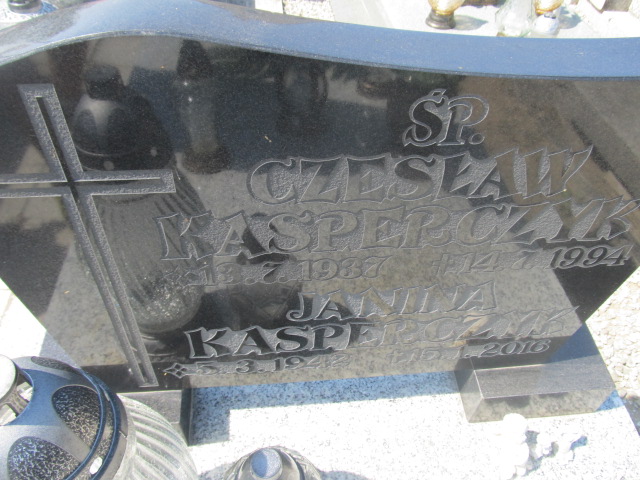 ŚP.
CZESŁAW
KASPERCZYK
* 13.7.1937 + 14.7.1994
JANINA
KASPERCZYK
* 5.3.1942 2016